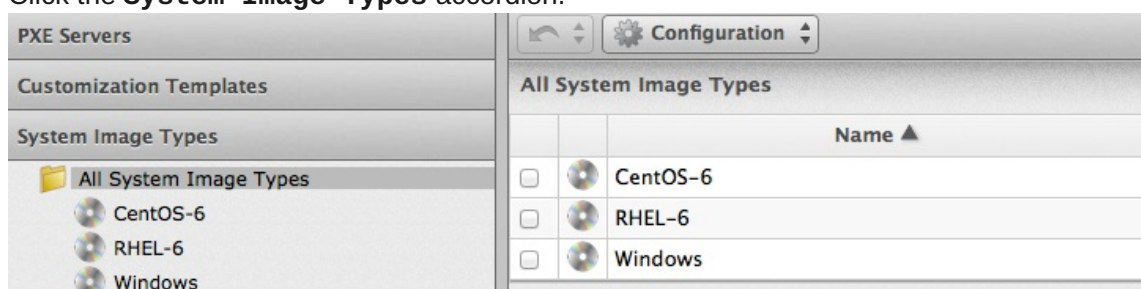 Click the System Image Types accordion.
PXE Servers
Customization Templates
System Image Types
All System Image Types
CentOS-6
RHEL-6
Windows
Configuration
All System Image Types
Name
CentOS-6
RHEL-6
Windows